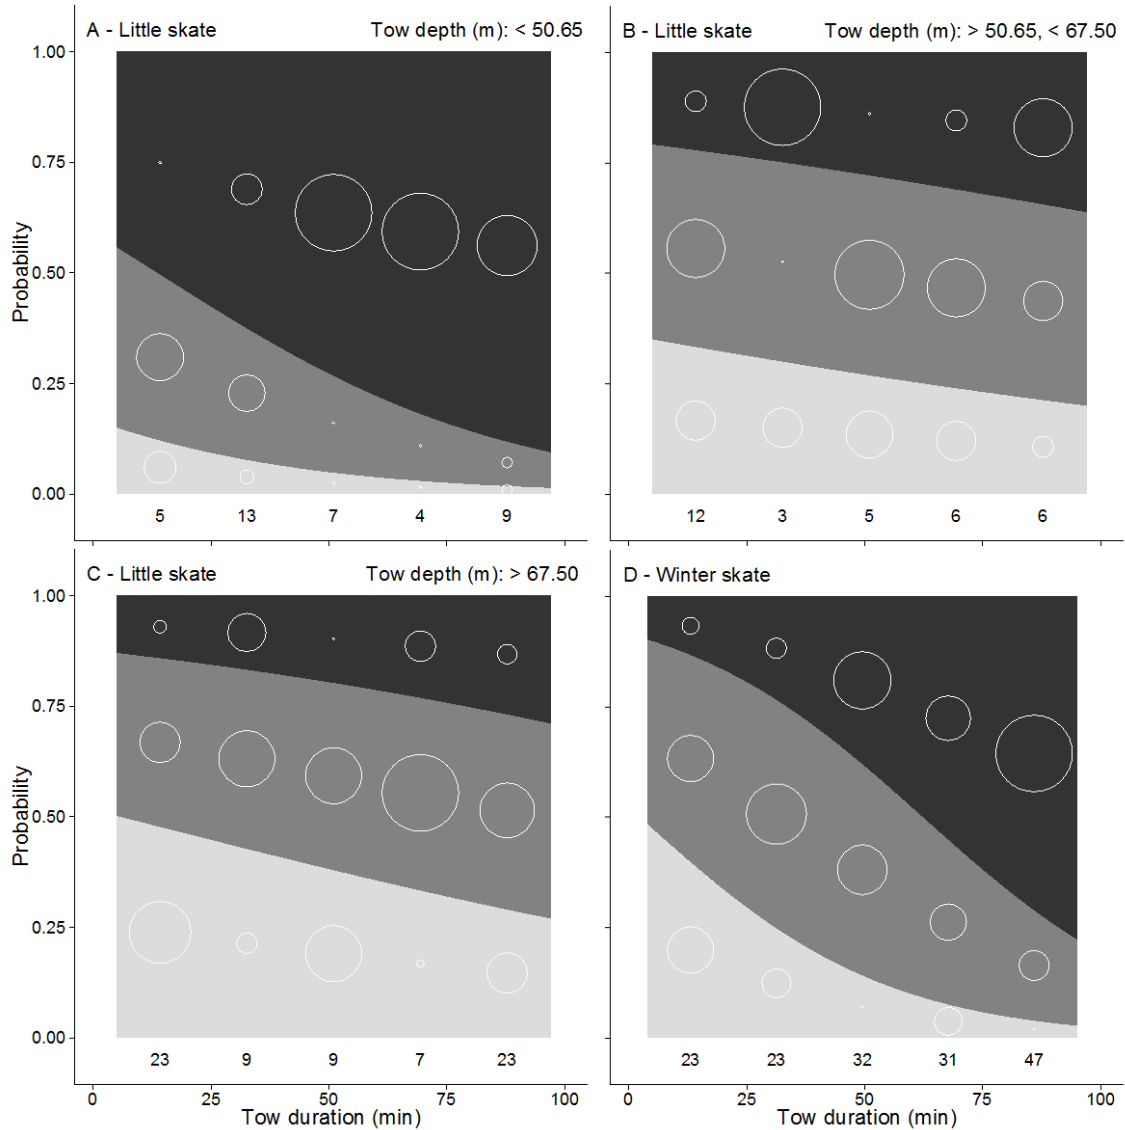 A - Little skate Tow depth (m): < 50.65
B - Little skate Tow depth (m): > 50.65, < 67.50
1.00
0.75
0.50
0.25
0.00
Probability
5 13 7 4 9
12 3 5 6 6
C - Little skate Tow depth (m): > 67.50
D - Winter skate
1.00
0.75
0.50
0.25
0.00
Probability
23 9 9 7 23
23 23 32 31 47
0 25 50 75 100
0 25 50 75 100
Tow duration (min)
Tow duration (min)